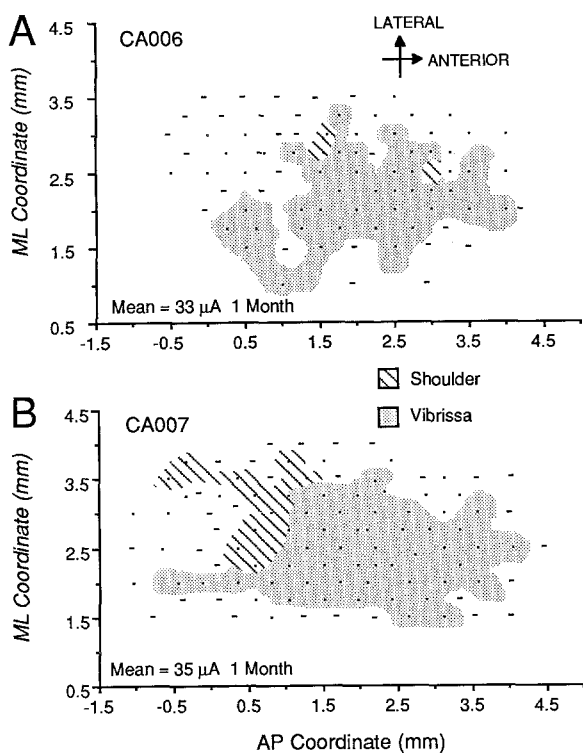 A
CA006
LATERAL
ANTERIOR
4.5
3.5
2.5
1.5
0.5
ML Coordinate (mm)
Mean = 33 µA 1 Month
-1.5 -0.5 0.5 1.5 2.5 3.5 4.5
Shoulder
Vibrissa
B
CA007
4.5
3.5
2.5
1.5
0.5
ML Coordinate (mm)
Mean = 35 µA 1 Month
-1.5 -0.5 0.5 1.5 2.5 3.5 4.5
AP Coordinate (mm)